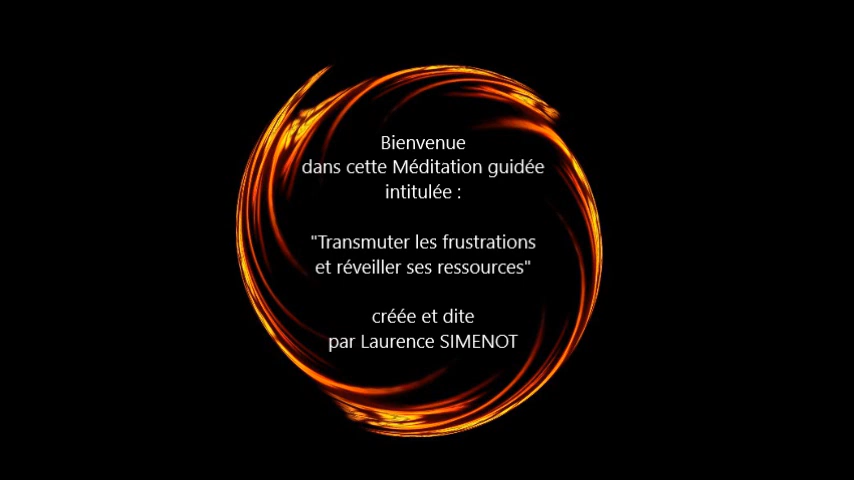 Bienvenue
dans cette Méditation guidée
intitulée :
"Transmuter les frustrations
et réveiller ses ressources"
créée et dite
par Laurence SIMENOT